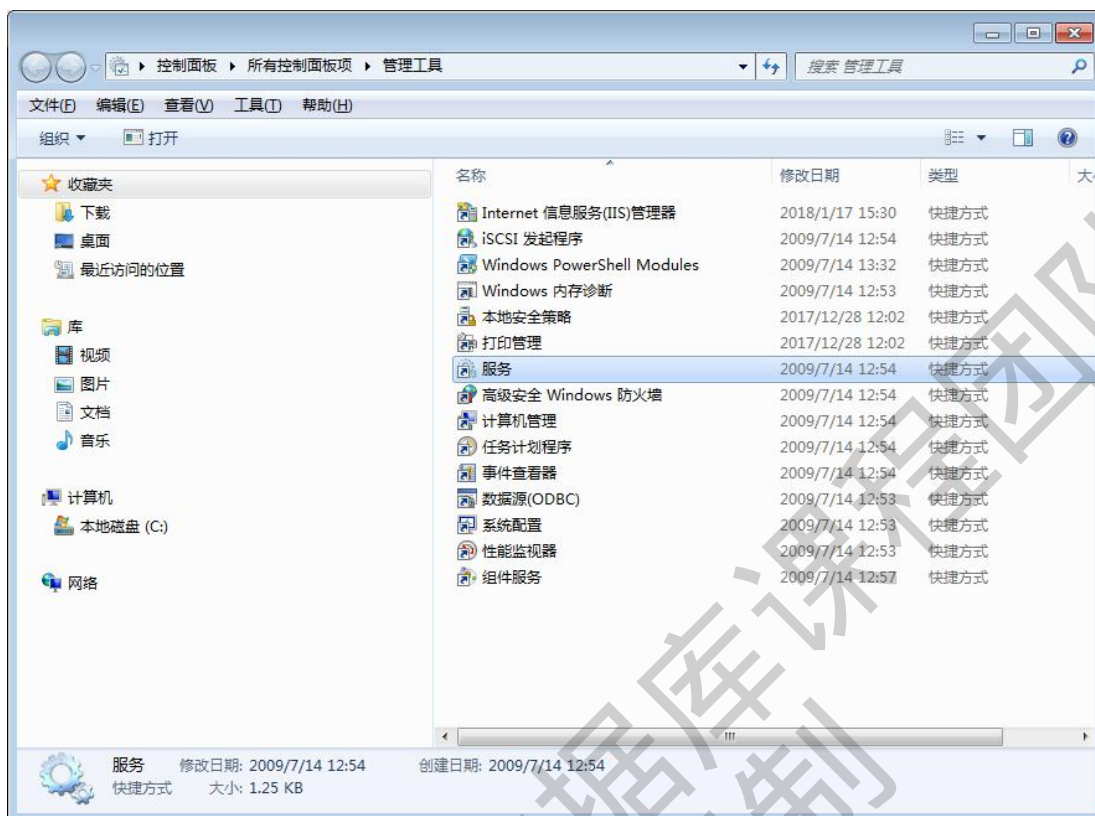 控制面板 ▸ 所有控制面板项 ▸ 管理工具 搜索 管理工具
文件(F) 编辑(E) 查看(V) 工具(T) 帮助(H)
组织 打开
收藏夹
下载
桌面
最近访问的位置
库
视频
图片
文档
音乐
计算机
本地磁盘 (C:)
网络
名称 修改日期 类型
Internet 信息服务(IIS)管理器 2018/1/17 15:30 快捷方式
iSCSI 发起程序 2009/7/14 12:54 快捷方式
Windows PowerShell Modules 2009/7/14 13:32 快捷方式
Windows 内存诊断 2009/7/14 12:53 快捷方式
本地安全策略 2017/12/28 12:02 快捷方式
打印管理 2017/12/28 12:02 快捷方式
服务 2009/7/14 12:54 快捷方式
高级安全 Windows 防火墙 2009/7/14 12:54 快捷方式
计算机管理 2009/7/14 12:54 快捷方式
任务计划程序 2009/7/14 12:54 快捷方式
事件查看器 2009/7/14 12:54 快捷方式
数据源(ODBC) 2009/7/14 12:53 快捷方式
系统配置 2009/7/14 12:53 快捷方式
性能监视器 2009/7/14 12:53 快捷方式
组件服务 2009/7/14 12:57 快捷方式
服务 修改日期: 2009/7/14 12:54 创建日期: 2009/7/14 12:54
快捷方式 大小: 1.25 KB
据库课程团
制